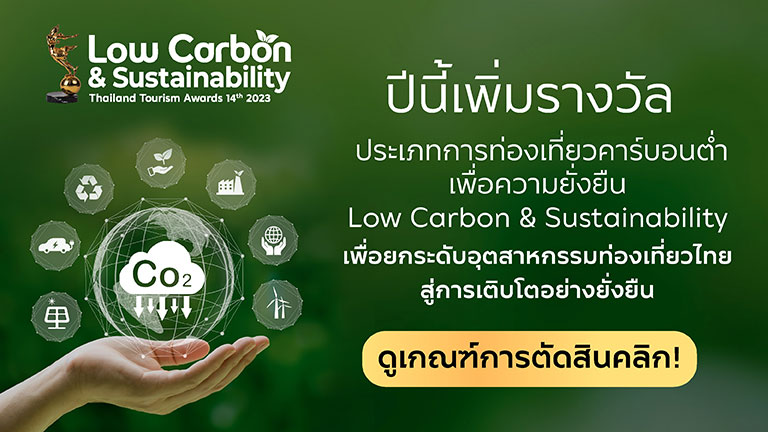 Low Carbon
& Sustainability
Thailand Tourism Awards 14th 2023
ปีนี้เพิ่มรางวัล
ประเภทการท่องเที่ยวคาร์บอนต่ำ
เพื่อความยั่งยืน
Low Carbon & Sustainability
เพื่อยกระดับอุตสาหกรรมท่องเที่ยวไทย
สู่การเติบโตอย่างยั่งยืน
ดูเกณฑ์การตัดสินคลิก!
Co2